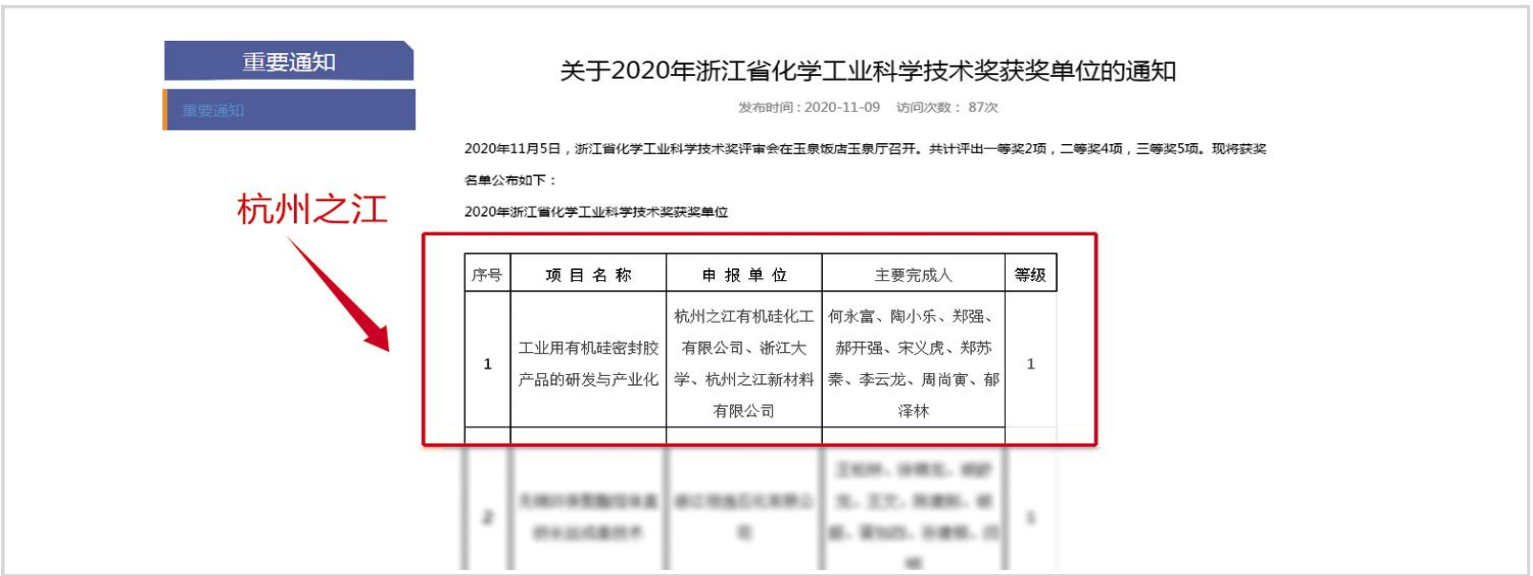 重要通知
重要通知
关于2020年浙江省化学工业科学技术奖获奖单位的通知
发布时间：2020-11-09 访问次数： 87次
2020年11月5日，浙江省化学工业科学技术奖评审会在玉泉饭店玉泉厅召开。共计评出一等奖2项，二等奖4项，三等奖5项。现将获奖
名单公布如下：
2020年浙江省化学工业科学技术奖获奖单位
杭州之江
序号 项目名称 申报单位 主要完成人 等级
1
工业用有机硅密封胶
产品的研发与产业化
杭州之江有机硅化工
有限公司、浙江大
学、杭州之江新材料
有限公司
何永富、陶小乐、郑强、
郝开强、宋义虎、郑苏
秦、李云龙、周尚寅、郁
泽林
1
2
1